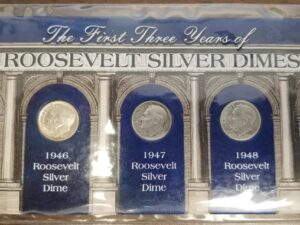 The First Three Years of
ROOSEVELT SILVER DIMES
1946
Roosevelt
Silver
Dime
1947
Roosevelt
Silver
Dime
1948
Roosevelt
Silver
Dime